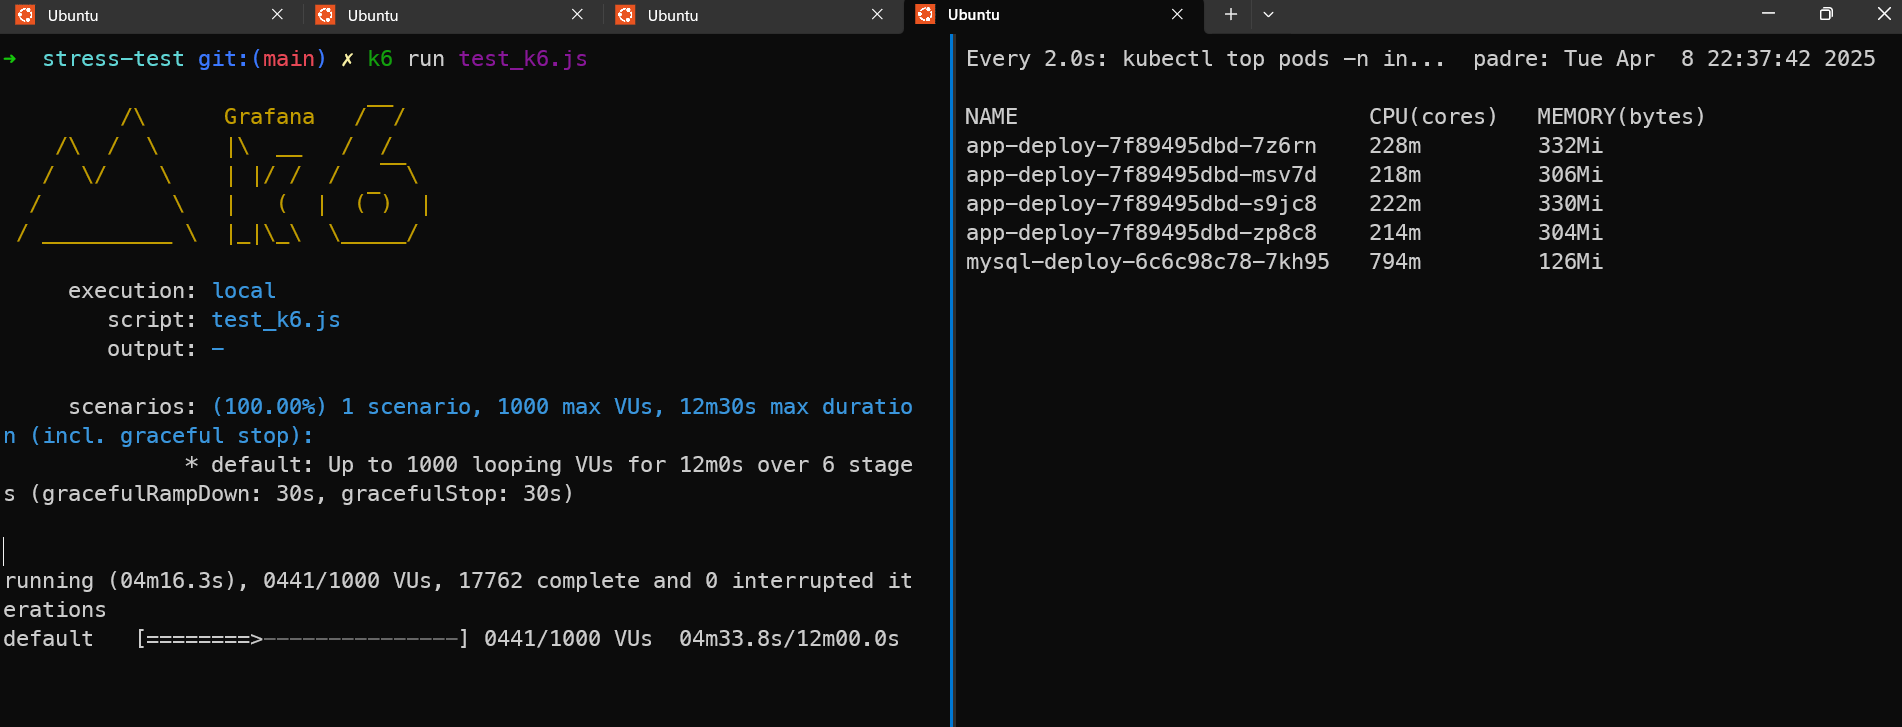 Ubuntu
Ubuntu
Ubuntu
Ubuntu
➜  stress-test git:(main) ✗ k6 run test_k6.js
Grafana
execution: local
script: test_k6.js
output: -
scenarios: (100.00%) 1 scenario, 1000 max VUs, 12m30s max duratio
n (incl. graceful stop):
* default: Up to 1000 looping VUs for 12m0s over 6 stage
s (gracefulRampDown: 30s, gracefulStop: 30s)
running (04m16.3s), 0441/1000 VUs, 17762 complete and 0 interrupted it
erations
default   [========>---------------] 0441/1000 VUs  04m33.8s/12m00.0s
Every 2.0s: kubectl top pods -n in...  padre: Tue Apr  8 22:37:42 2025
NAME                           CPU(cores)   MEMORY(bytes)
app-deploy-7f89495dbd-7z6rn    228m         332Mi
app-deploy-7f89495dbd-msv7d    218m         306Mi
app-deploy-7f89495dbd-s9jc8    222m         330Mi
app-deploy-7f89495dbd-zp8c8    214m         304Mi
mysql-deploy-6c6c98c78-7kh95   794m         126Mi